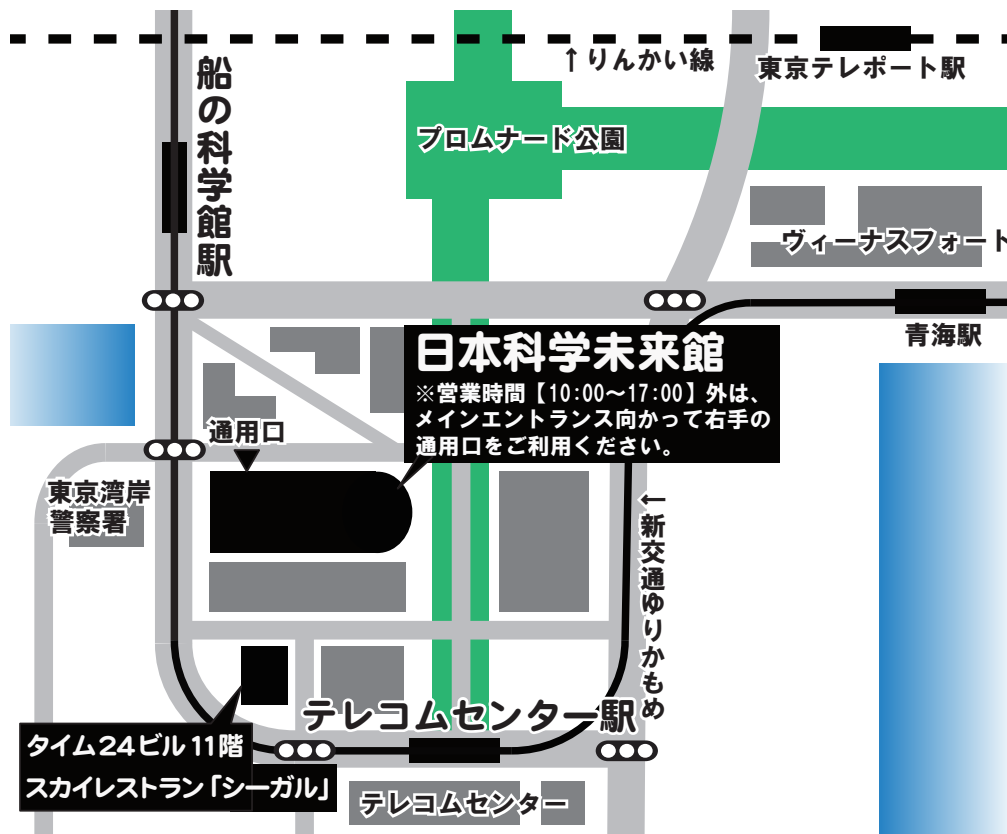 ↑りんかい線
東京テレポート駅
船の科学館駅
プロムナード公園
ヴィーナスフォート
青海駅
日本科学未来館
※営業時間【10:00〜17:00】外は、
メインエントランス向かって右手の
通用口をご利用ください。
通用口
東京湾岸
警察署
←新交通ゆりかもめ
テレコムセンター駅
タイム24ビル11階
スカイレストラン「シーガル」
テレコムセンター